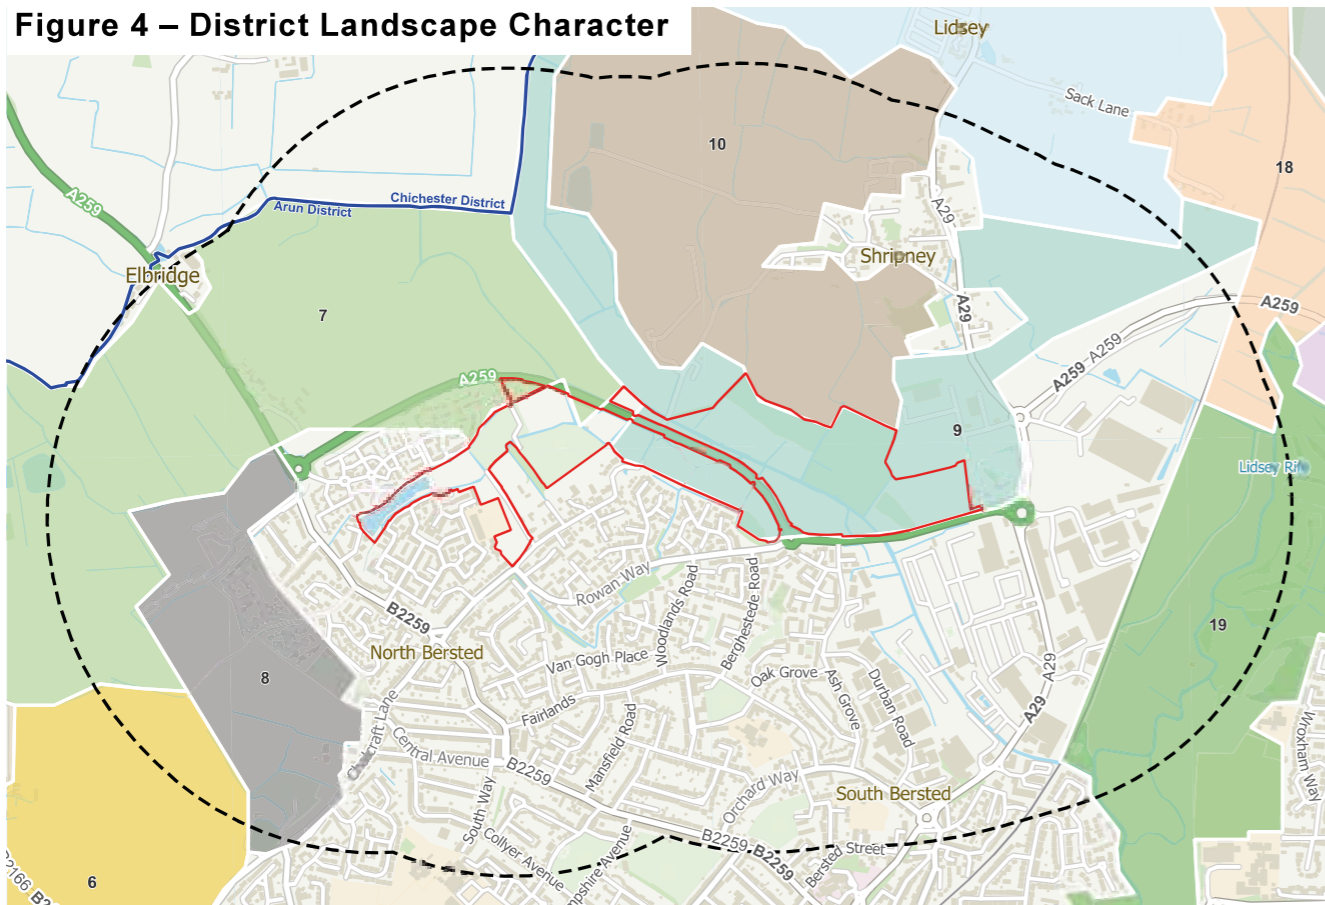 Figure 4 – District Landscape Character
Lidsey
Sack Lane
10
18
A259
Chichester District
Arun District
A29
Shripney
Elbridge
7
A29
A259
A259
A259
A259
9
Lidsey Rife
Rowan Way
Woodlands Road
Berghestede Road
B2259
North Bersted
19
Van Gogh Place
Oak Grove
A29
8
Ash Grove
Durban Road
Fairlands
A29
Chalcraft Lane
Mansfield Road
Central Avenue
Wroxham Way
B2259
Orchard Way
South Way
South Bersted
Collyer Avenue
B2259
B2259
Bersted Street
6